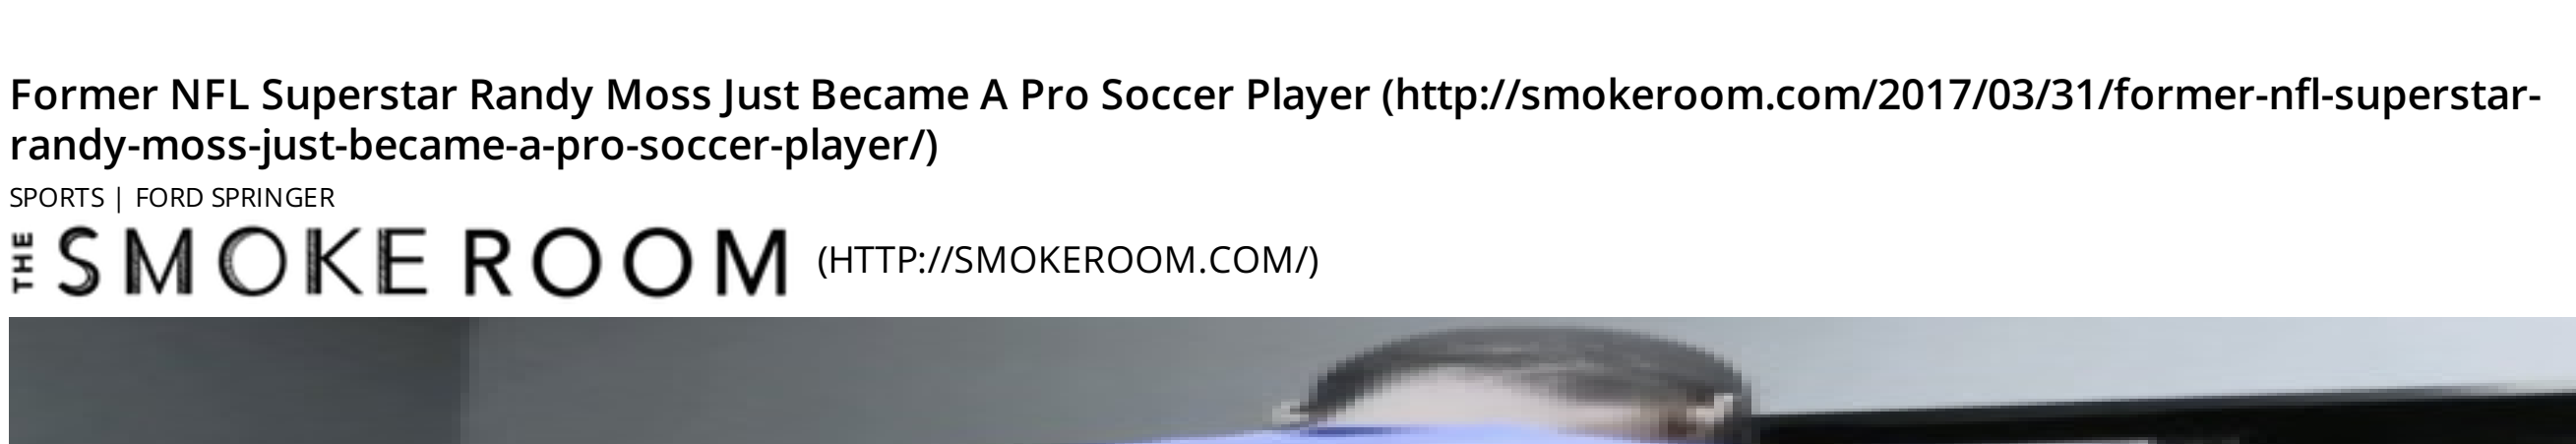 Former NFL Superstar Randy Moss Just Became A Pro Soccer Player (http://smokeroom.com/2017/03/31/former-nfl-superstar-
randy-moss-just-became-a-pro-soccer-player/)
SPORTS | FORD SPRINGER
THE SMOKE ROOM (HTTP://SMOKEROOM.COM/)